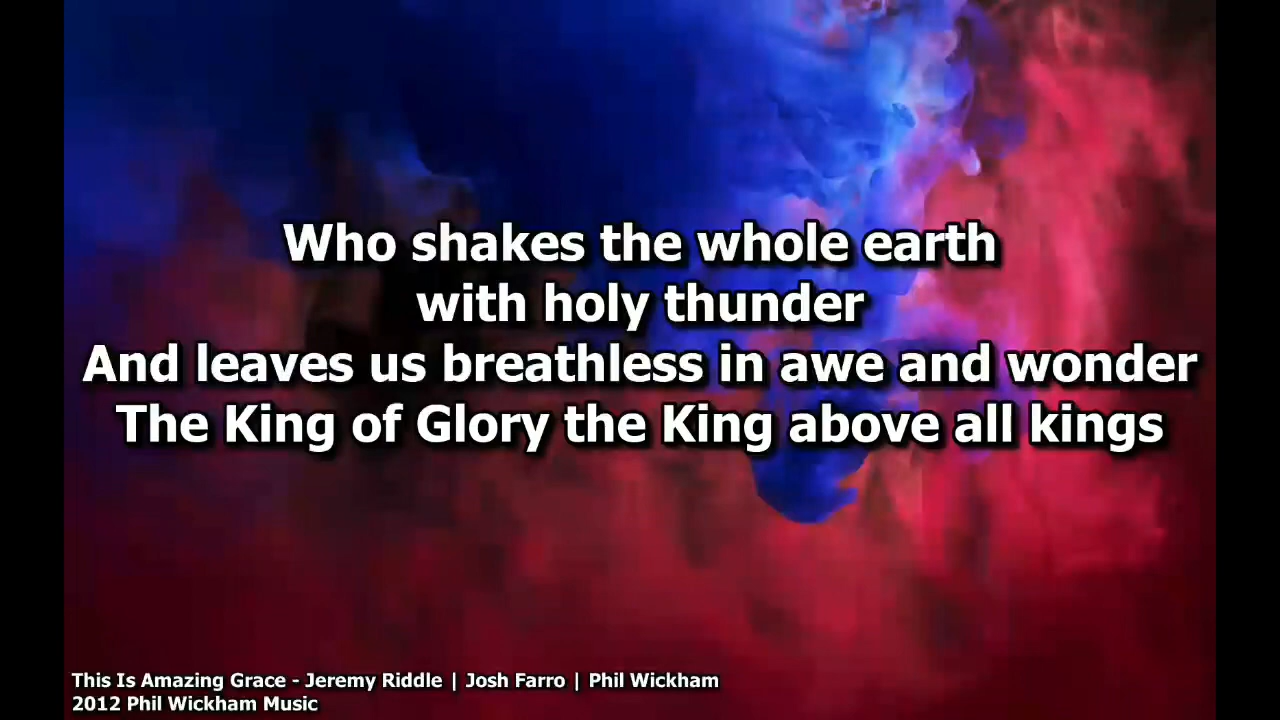 Who shakes the whole earth
with holy thunder
And leaves us breathless in awe and wonder
The King of Glory the King above all kings
This Is Amazing Grace - Jeremy Riddle | Josh Farro | Phil Wickham
2012 Phil Wickham Music